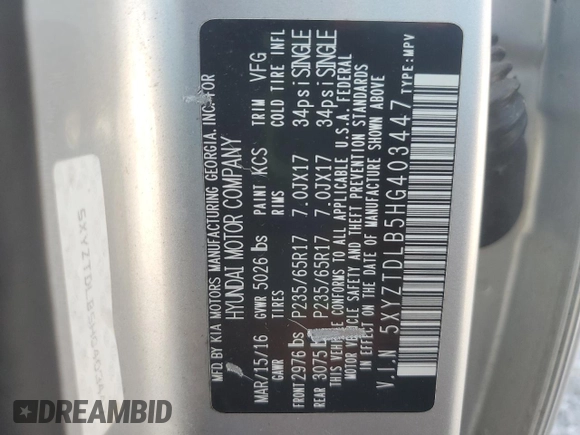 MFD BY KIA MOTORS MANUFACTURING GEORGIA, INC. FOR
HYUNDAI MOTOR COMPANY
MAR/15/16 GVWR 5026 lbs PAINT KCS TRIM VFG
GAWR TIRES RIMS COLD TIRE INFL
FRONT 2976 lbs P235/65R17 7.0JX17 34psi SINGLE
REAR 3075 P235/65R17 7.0JX17 34psi SINGLE
THIS VEHICLE CONFORMS TO ALL APPLICABLE U.S.A. FEDERAL
MOTOR VEHICLE SAFETY AND THEFT PREVENTION STANDARDS
IN EFFECT ON THE DATE OF MANUFACTURE SHOWN ABOVE
V.I.N 5XYZTDLB5HG403447 TYPE:MPV
DREAMBID